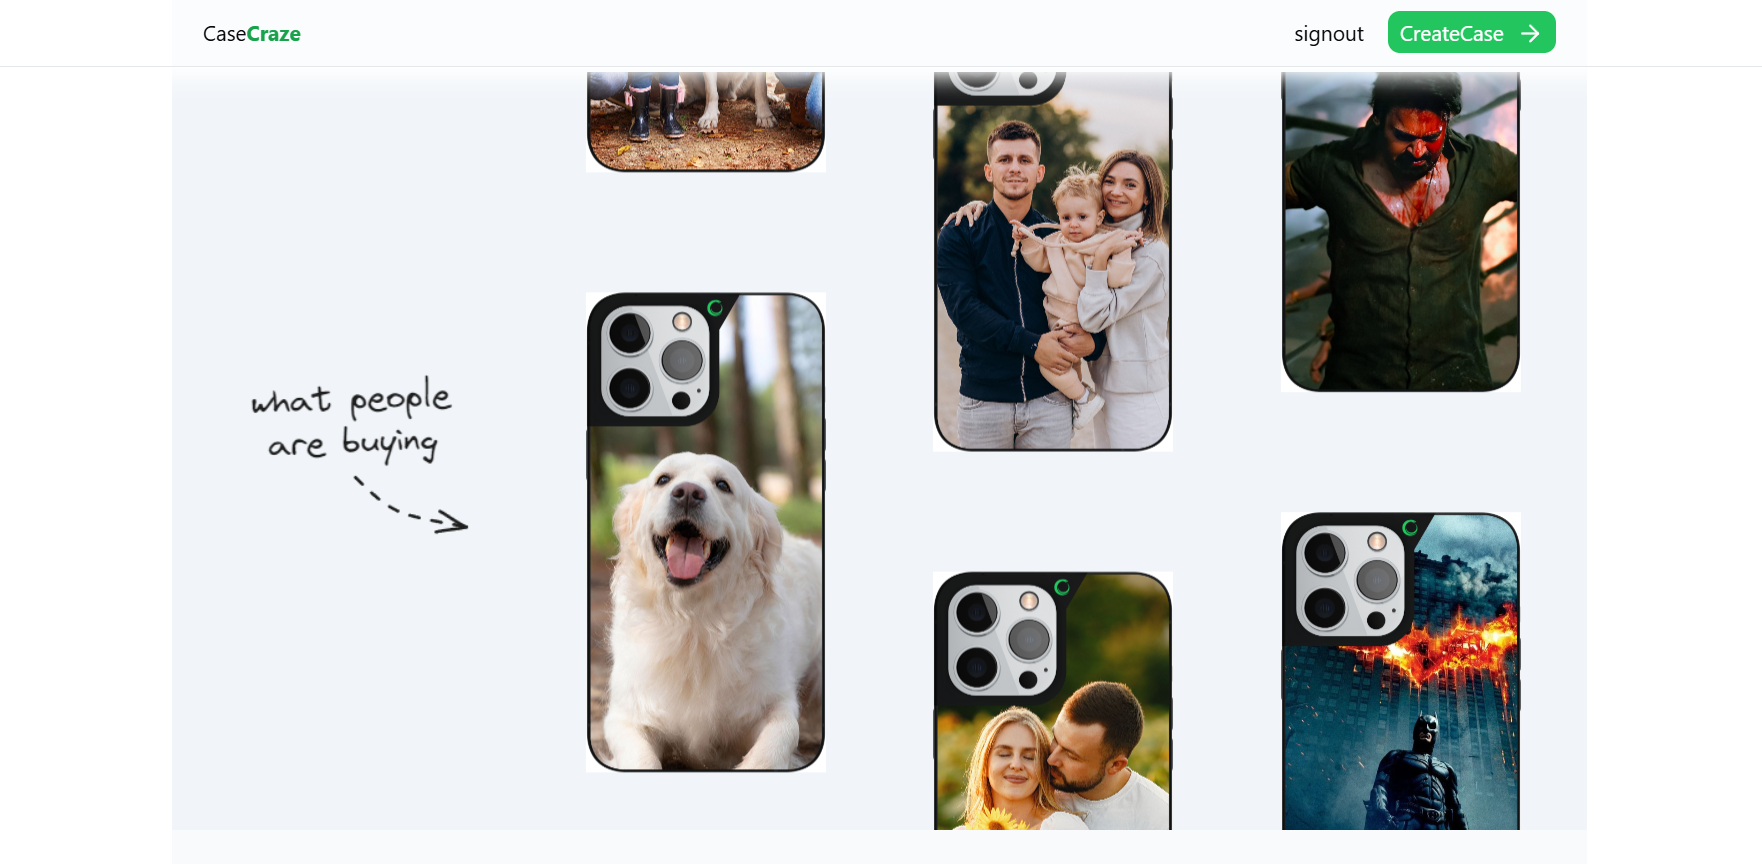 CaseCraze
signout
CreateCase
what people
are buying